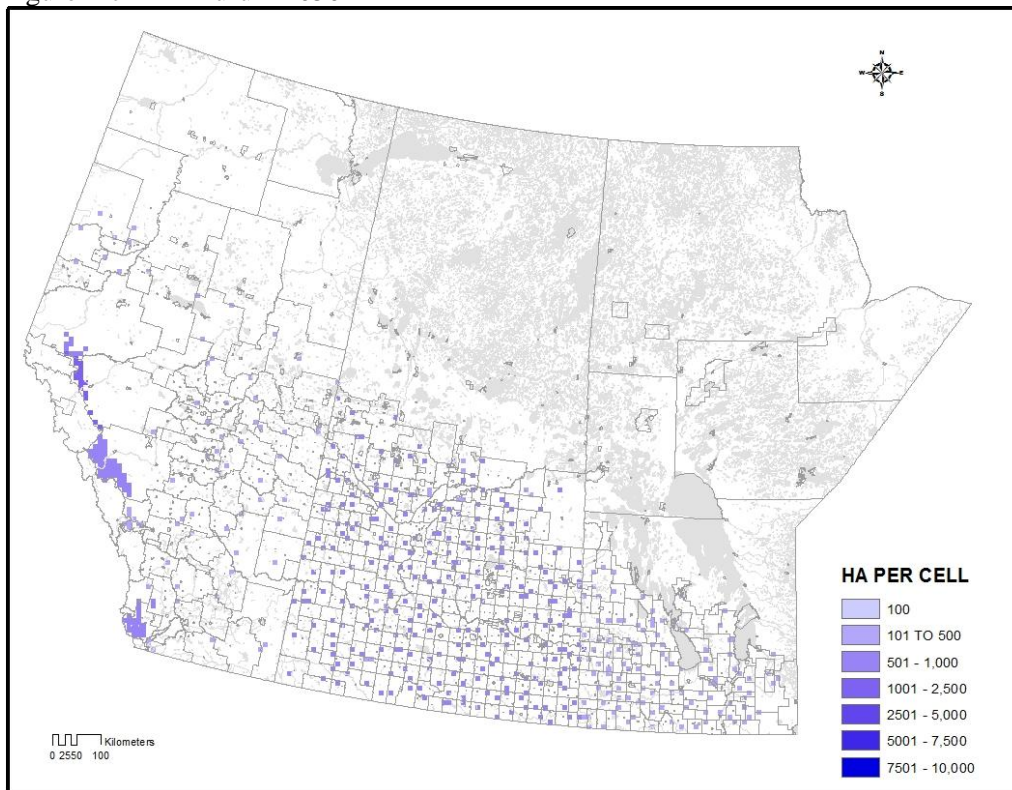 N
W E
S
HA PER CELL
100
101 TO 500
501 - 1,000
1001 - 2,500
2501 - 5,000
5001 - 7,500
7501 - 10,000
Kilometers
0 2550 100